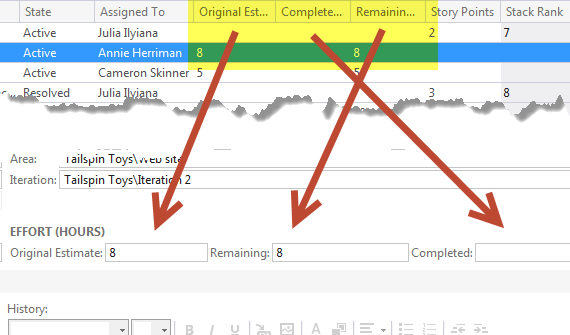 State Assigned To Original Est... Complete... Remainin... Story Points Stack Rank
Active Julia Ilyiana 2 7
Active Annie Herriman 8 8
Active Cameron Skinner 5 5
Resolved Julia Ilyiana 3 8
Area: Tailspin Toys\Web site
Iteration: Tailspin Toys\Iteration 2
EFFORT (HOURS)
Original Estimate: 8 Remaining: 8 Completed:
History:
B I U A